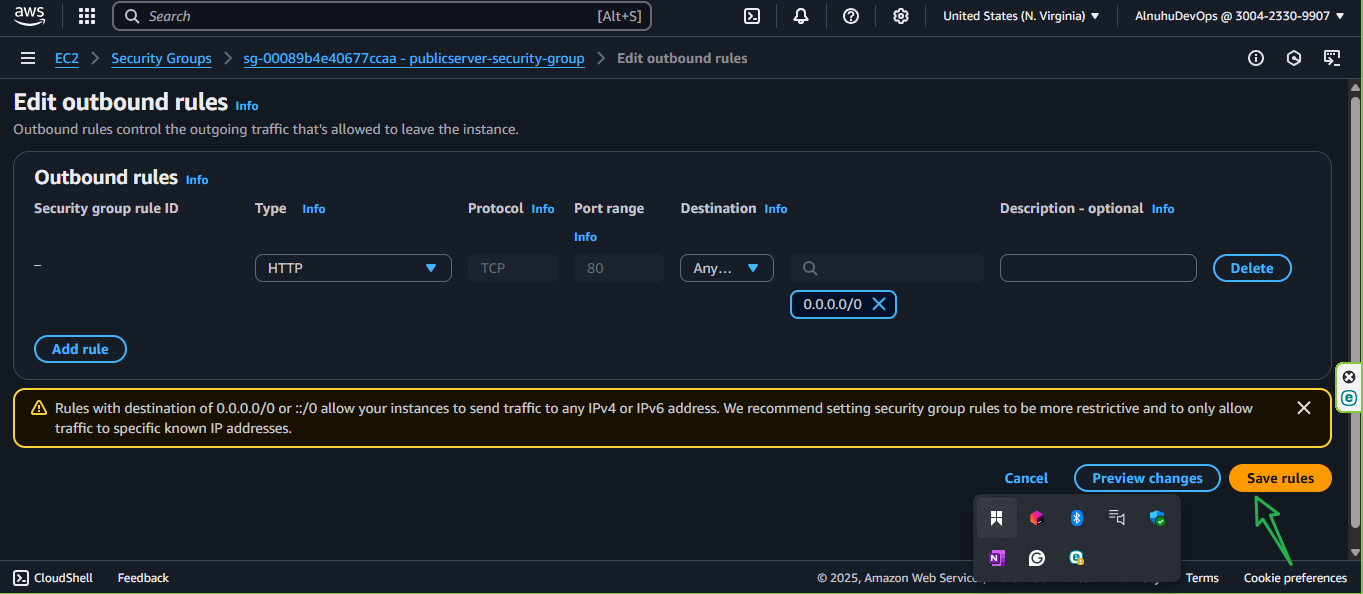 aws
Search [Alt+S] United States (N. Virginia) AlnuhuDevOps @ 3004-2330-9907
EC2 Security Groups sg-00089b4e40677ccaa - publicserver-security-group Edit outbound rules
Edit outbound rules Info
Outbound rules control the outgoing traffic that's allowed to leave the instance.
Outbound rules Info
Security group rule ID Type Info Protocol Info Port range Destination Info Description - optional Info
Info
– HTTP TCP 80 Any... Delete
0.0.0.0/0
Add rule
Rules with destination of 0.0.0.0/0 or ::/0 allow your instances to send traffic to any IPv4 or IPv6 address. We recommend setting security group rules to be more restrictive and to only allow
traffic to specific known IP addresses.
Cancel Preview changes Save rules
CloudShell Feedback © 2025, Amazon Web Service Terms Cookie preferences